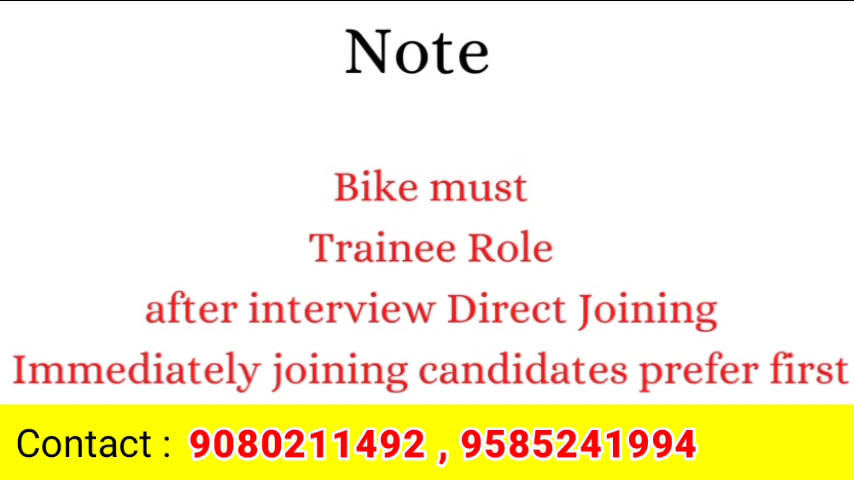 Note
Bike must
Trainee Role
after interview Direct Joining
Immediately joining candidates prefer first
Contact : 9080211492 , 9585241994